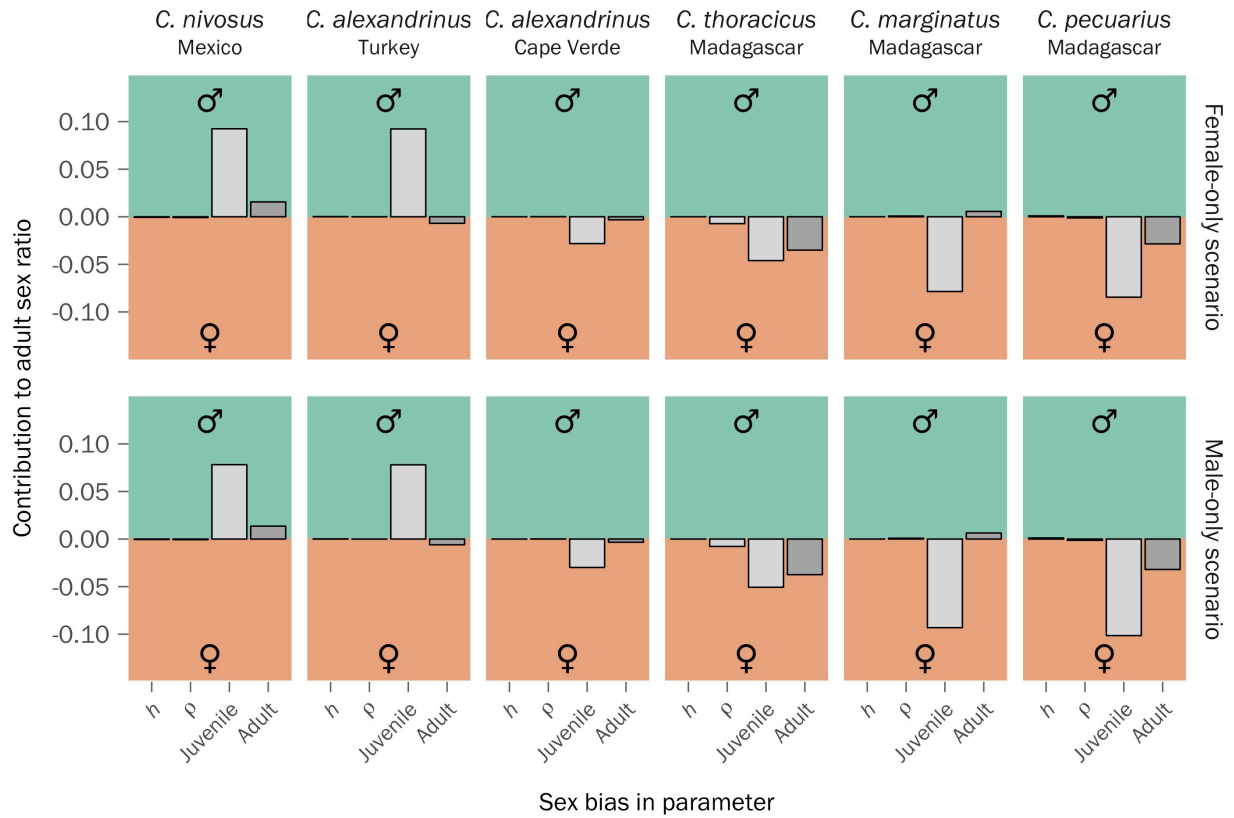 C. nivosus
Mexico
C. alexandrinus
Turkey
C. alexandrinus
Cape Verde
C. thoracicus
Madagascar
C. marginatus
Madagascar
C. pecuarius
Madagascar
Contribution to adult sex ratio
♂ ♂ ♂ ♂ ♂ ♂
0.10
0.05
0.00
-0.05
-0.10
♀ ♀ ♀ ♀ ♀ ♀
Female-only scenario
♂ ♂ ♂ ♂ ♂ ♂
0.10
0.05
0.00
-0.05
-0.10
♀ ♀ ♀ ♀ ♀ ♀
Male-only scenario
h ρ Juvenile Adult
h ρ Juvenile Adult
h ρ Juvenile Adult
h ρ Juvenile Adult
h ρ Juvenile Adult
h ρ Juvenile Adult
Sex bias in parameter